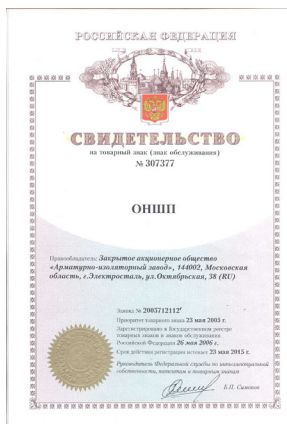 РОССИЙСКАЯ ФЕДЕРАЦИЯ
СВИДЕТЕЛЬСТВО
на товарный знак (знак обслуживания)
№ 307377
ОНШП
Правообладатель: Закрытое акционерное общество
«Арматурно-изоляторный завод», 144002, Московская
область, г.Электросталь, ул.Октябрьская, 38 (RU)
Заявка № 2005712112
Приоритет товарного знака 23 мая 2005 г.
Зарегистрировано в Государственном реестре
товарных знаков и знаков обслуживания
Российской Федерации 26 мая 2006 г.
Срок действия регистрации истекает 23 мая 2015 г.
Руководитель Федеральной службы по интеллектуальной
собственности, патентам и товарным знакам
Б.П. Симонов